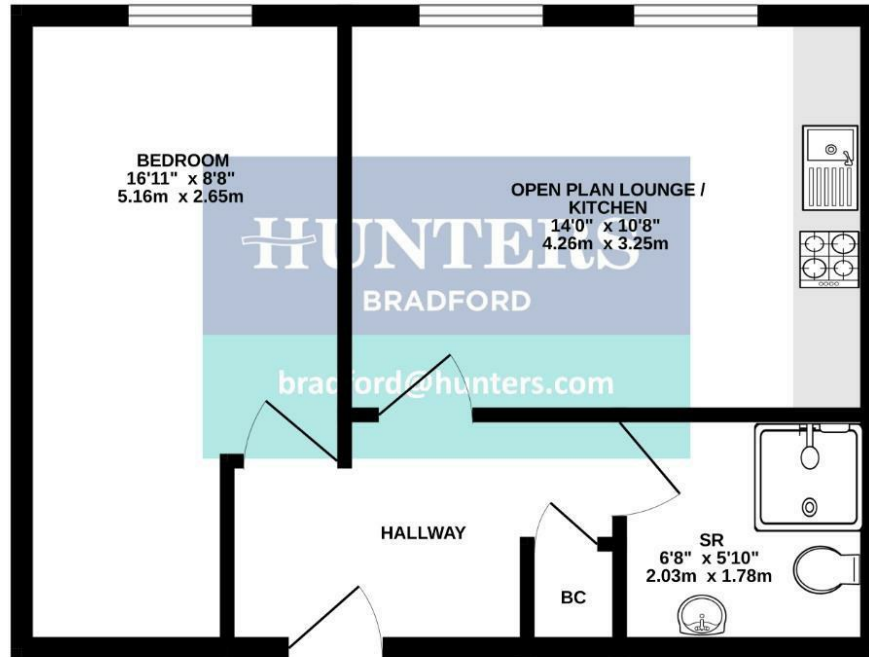 BEDROOM
16'11" x 8'8"
5.16m x 2.65m
OPEN PLAN LOUNGE /
KITCHEN
14'0" x 10'8"
4.26m x 3.25m
HUNTERS
BRADFORD
bradford@hunters.com
HALLWAY
BC
SR
6'8" x 5'10"
2.03m x 1.78m